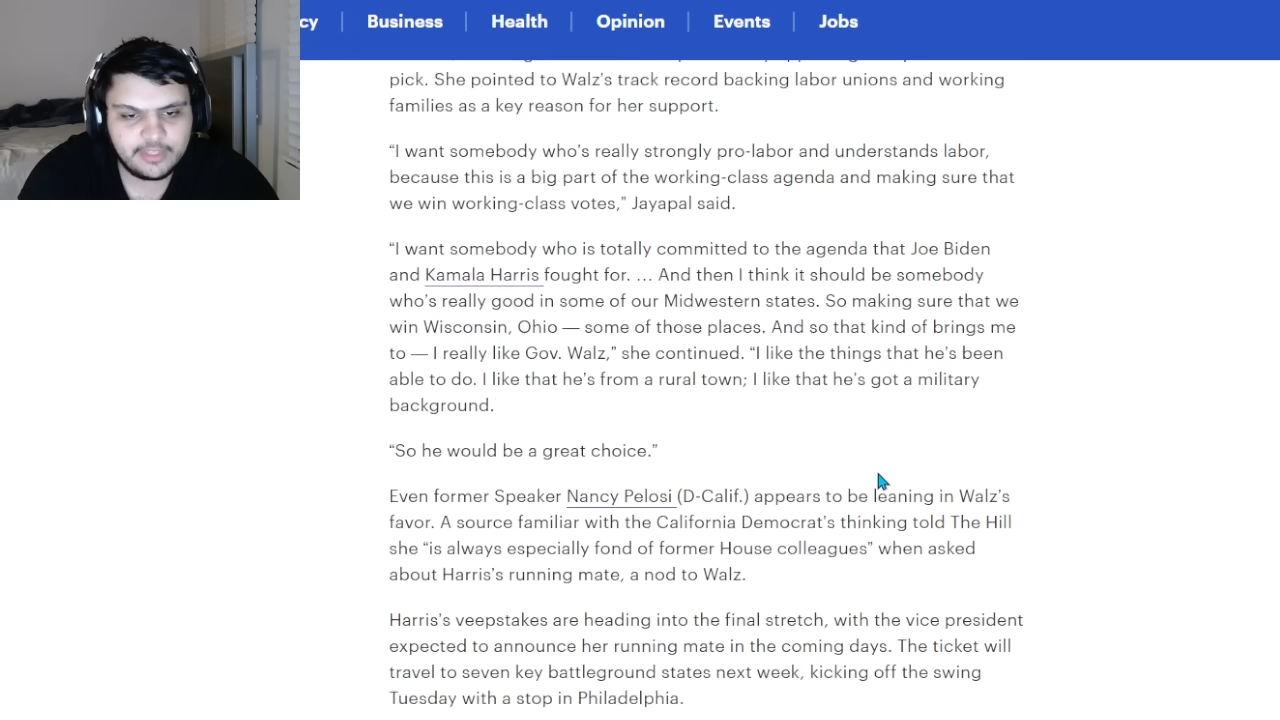 cy | Business | Health | Opinion | Events | Jobs
pick. She pointed to Walz's track record backing labor unions and working
families as a key reason for her support.
“I want somebody who's really strongly pro-labor and understands labor,
because this is a big part of the working-class agenda and making sure that
we win working-class votes,” Jayapal said.
“I want somebody who is totally committed to the agenda that Joe Biden
and Kamala Harris fought for. … And then I think it should be somebody
who's really good in some of our Midwestern states. So making sure that we
win Wisconsin, Ohio — some of those places. And so that kind of brings me
to — I really like Gov. Walz,” she continued. “I like the things that he's been
able to do. I like that he's from a rural town; I like that he's got a military
background.
“So he would be a great choice.”
Even former Speaker Nancy Pelosi (D-Calif.) appears to be leaning in Walz's
favor. A source familiar with the California Democrat's thinking told The Hill
she “is always especially fond of former House colleagues” when asked
about Harris's running mate, a nod to Walz.
Harris's veepstakes are heading into the final stretch, with the vice president
expected to announce her running mate in the coming days. The ticket will
travel to seven key battleground states next week, kicking off the swing
Tuesday with a stop in Philadelphia.